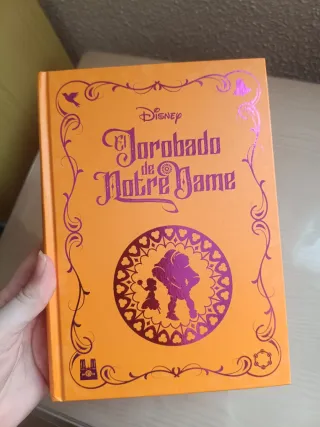 Disney
El Jorobado
de
Notre Dame